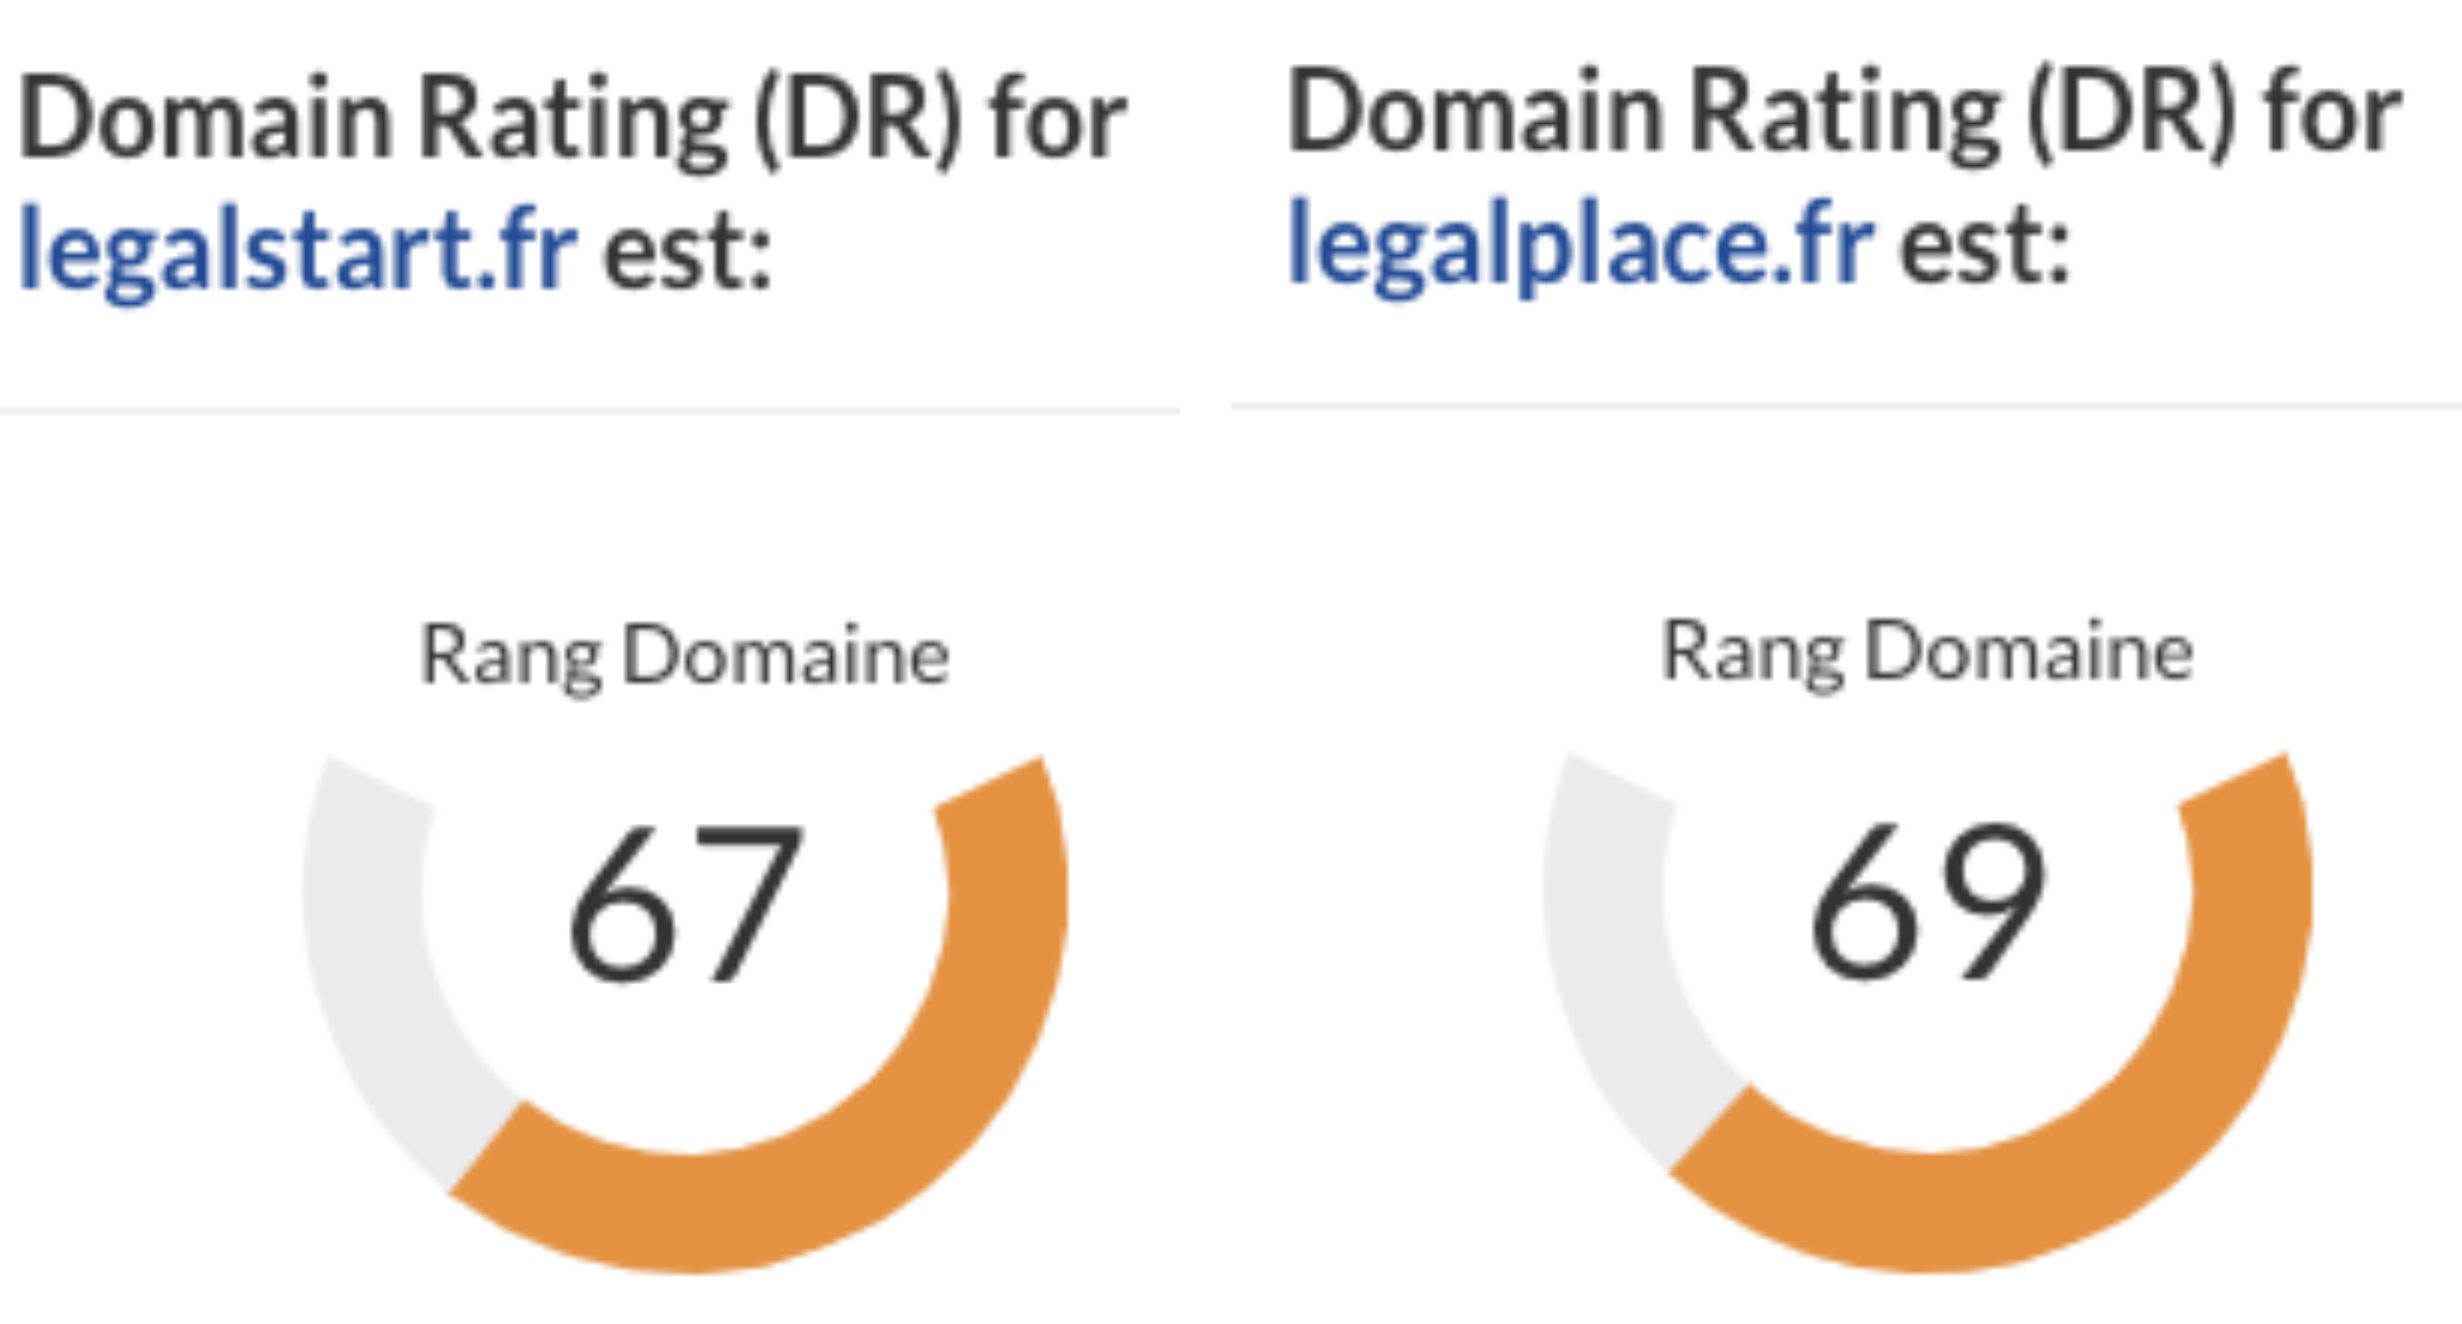 Domain Rating (DR) for
legalstart.fr est:
Rang Domaine
67
Domain Rating (DR) for
legalplace.fr est:
Rang Domaine
69